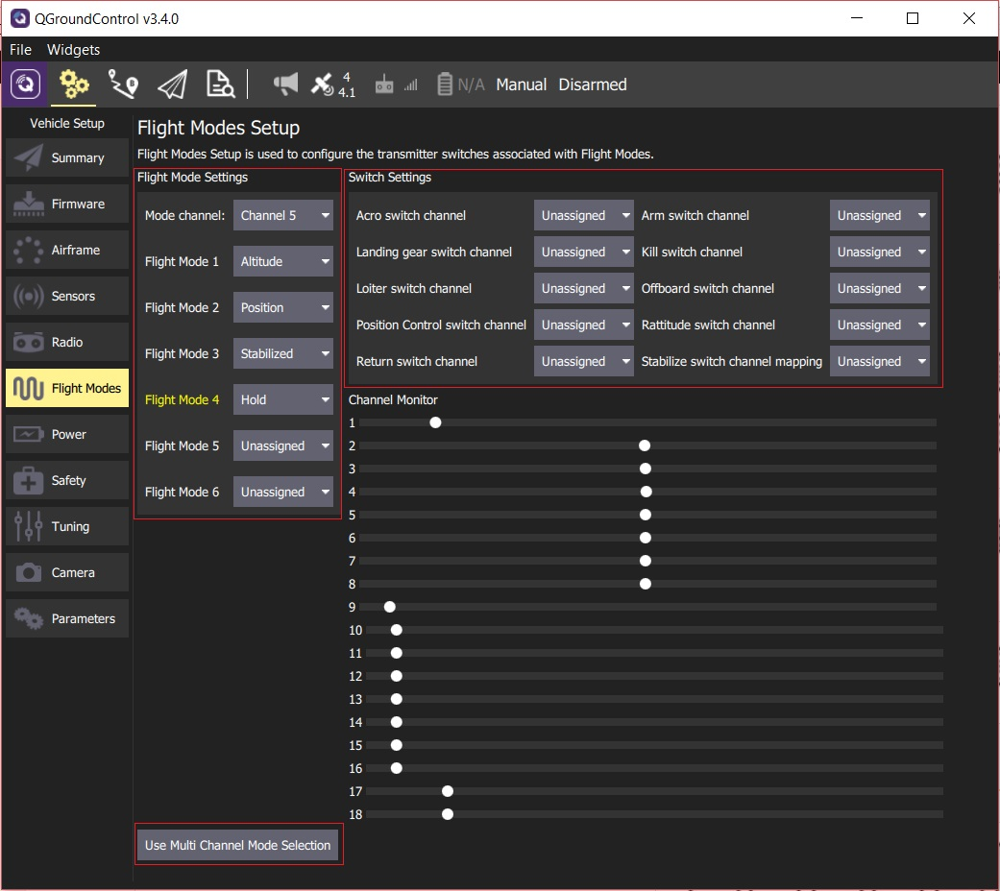 QGroundControl v3.4.0
File Widgets
4
4.1
N/A Manual Disarmed
Vehicle Setup
Summary
Firmware
Airframe
Sensors
Radio
Flight Modes
Power
Safety
Tuning
Camera
Parameters
Flight Modes Setup
Flight Modes Setup is used to configure the transmitter switches associated with Flight Modes.
Flight Mode Settings
Mode channel: Channel 5
Flight Mode 1 Altitude
Flight Mode 2 Position
Flight Mode 3 Stabilized
Flight Mode 4 Hold
Flight Mode 5 Unassigned
Flight Mode 6 Unassigned
Switch Settings
Acro switch channel Unassigned Arm switch channel Unassigned
Landing gear switch channel Unassigned Kill switch channel Unassigned
Loiter switch channel Unassigned Offboard switch channel Unassigned
Position Control switch channel Unassigned Rattitude switch channel Unassigned
Return switch channel Unassigned Stabilize switch channel mapping Unassigned
Channel Monitor
1
2
3
4
5
6
7
8
9
10
11
12
13
14
15
16
17
18
Use Multi Channel Mode Selection